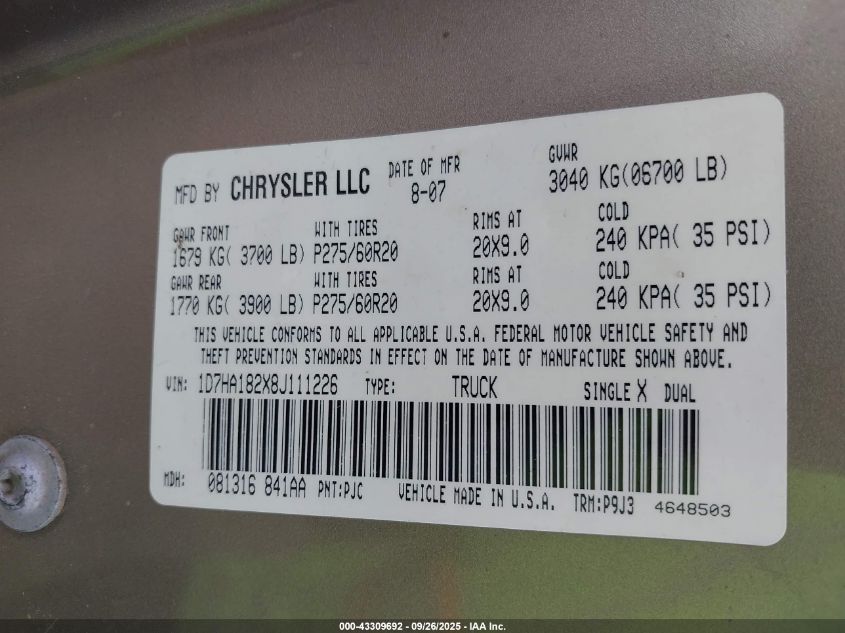 MFD BY CHRYSLER LLC DATE OF MFR 8-07 GVWR 3040 KG(06700 LB)
GAWR FRONT WITH TIRES RIMS AT COLD
1679 KG( 3700 LB) P275/60R20 20X9.0 240 KPA( 35 PSI)
GAWR REAR WITH TIRES RIMS AT COLD
1770 KG( 3900 LB) P275/60R20 20X9.0 240 KPA( 35 PSI)
THIS VEHICLE CONFORMS TO ALL APPLICABLE U.S.A. FEDERAL MOTOR VEHICLE SAFETY AND
THEFT PREVENTION STANDARDS IN EFFECT ON THE DATE OF MANUFACTURE SHOWN ABOVE.
VIN: 1D7HA182X8J111226 TYPE: TRUCK SINGLE X DUAL
MDH: 081316 841AA PNT:PJC VEHICLE MADE IN U.S.A. TRM:P9J3 4648503
000-43309692 - 09/26/2025 - IAA Inc.